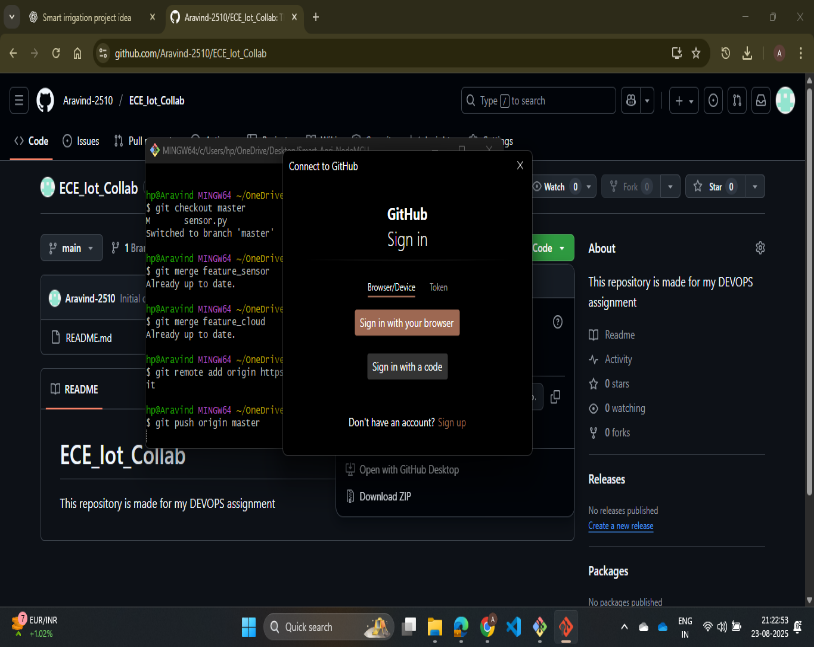 Smart irrigation project idea
Aravind-2510/ECE_Iot_Collab: T
github.com/Aravind-2510/ECE_Iot_Collab
A
Aravind-2510 / ECE_Iot_Collab
Type / to search
Code
Issues
Pull
MINGW64:/c/Users/hp/OneDrive/Desktop/Smart
ECE_Iot_Collab
Watch 0
Fork 0
Star 0
main
1 Bran
Code
Aravind-2510 Initial c
README.md
README
ECE_Iot_Collab
This repository is made for my DEVOPS assignment
hp@Aravind MINGW64 ~/OneDrive
$ git checkout master
M sensor.py
Switched to branch 'master'
hp@Aravind MINGW64 ~/OneDrive
$ git merge feature_sensor
Already up to date.
hp@Aravind MINGW64 ~/OneDrive
$ git merge feature_cloud
Already up to date.
hp@Aravind MINGW64 ~/OneDrive
$ git remote add origin https
it
hp@Aravind MINGW64 ~/OneDrive
$ git push origin master
Connect to GitHub
X
GitHub
Sign in
Browser/Device Token
Sign in with your browser
Sign in with a code
Don't have an account? Sign up
Open with GitHub Desktop
Download ZIP
About
This repository is made for my DEVOPS
assignment
Readme
Activity
0 stars
0 watching
0 forks
Releases
No releases published
Create a new release
Packages
No packages published
7
EUR/INR
+1.02%
Quick search
ENG
IN
21:22:53
23-08-2025